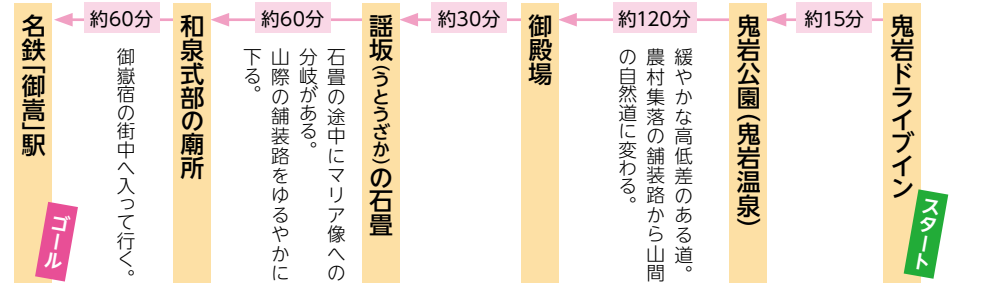 鬼岩ドライブイン
スタート
約15分
鬼岩公園（鬼岩温泉）
約120分
緩やかな高低差のある道。
農村集落の舗装路から山間
の自然道に変わる。
御殿場
約30分
謡坂（うとうざか）の石畳
約60分
石畳の途中にマリア像への
分岐がある。
山際の舗装路をゆるやかに
下る。
和泉式部の廟所
約60分
御嶽宿の街中へ入って行く。
名鉄「御嵩」駅
ゴール